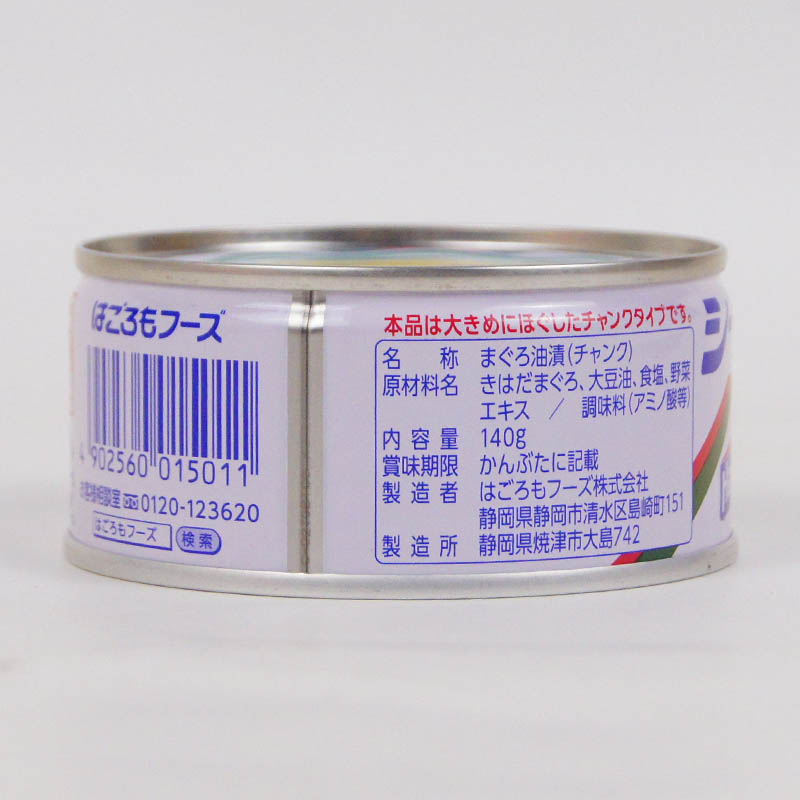 はごろもフーズ
4 902560 015011
お客様相談室 0120-123620
はごろもフーズ 検索
本品は大きめにほぐしたチャンクタイプです。
名称 まぐろ油漬(チャンク)
原材料名 きはだまぐろ、大豆油、食塩、野菜
エキス / 調味料(アミノ酸等)
内容量 140g
賞味期限 かんぶたに記載
製造者 はごろもフーズ株式会社
静岡県静岡市清水区島崎町151
製造所 静岡県焼津市大島742
シー